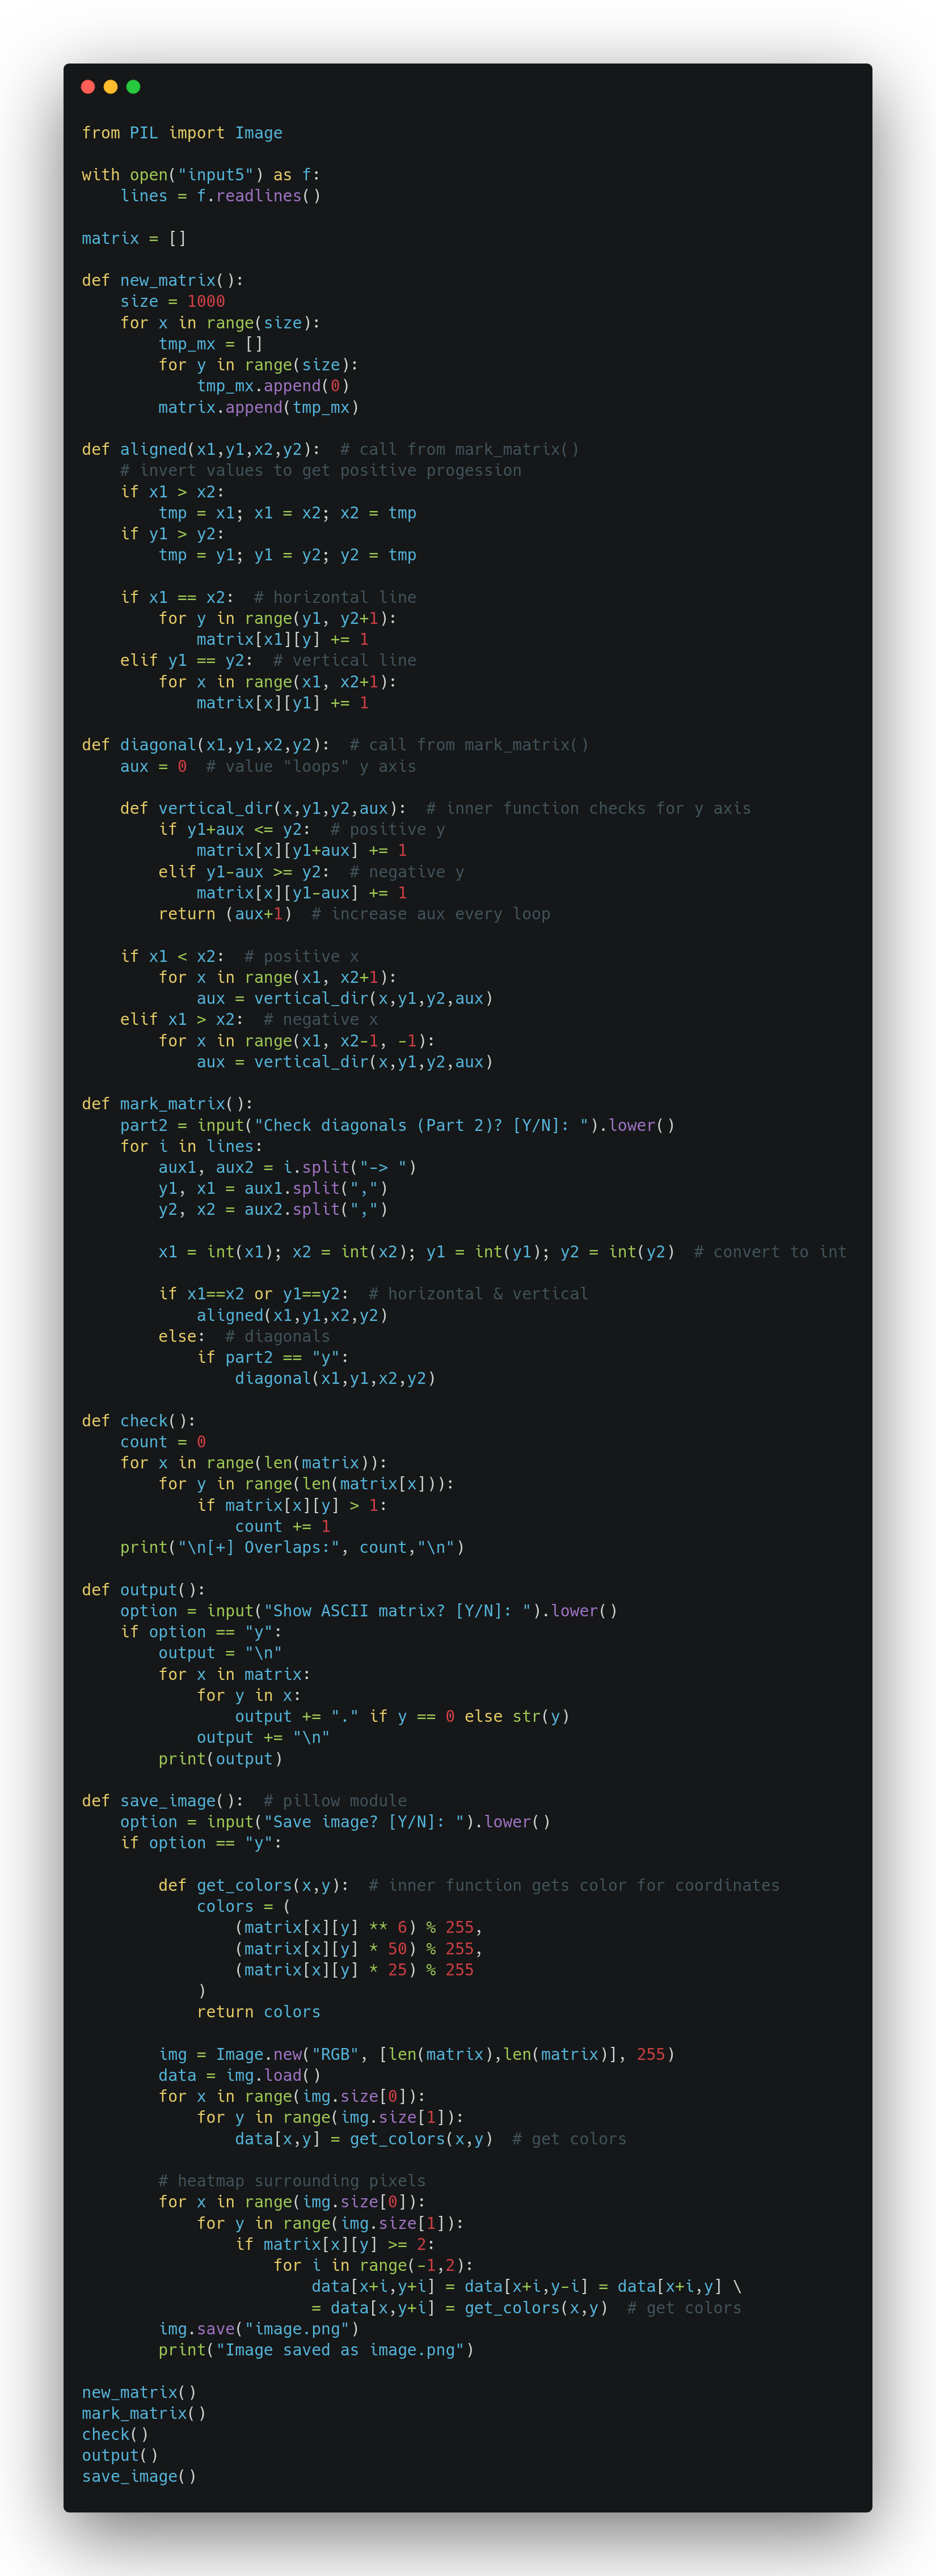 from PIL import Image

with open("input5") as f:
    lines = f.readlines()

matrix = []

def new_matrix():
    size = 1000
    for x in range(size):
        tmp_mx = []
        for y in range(size):
            tmp_mx.append(0)
        matrix.append(tmp_mx)

def aligned(x1,y1,x2,y2):  # call from mark_matrix()
    # invert values to get positive progession
    if x1 > x2:
        tmp = x1; x1 = x2; x2 = tmp
    if y1 > y2:
        tmp = y1; y1 = y2; y2 = tmp

    if x1 == x2:  # horizontal line
        for y in range(y1, y2+1):
            matrix[x1][y] += 1
    elif y1 == y2:  # vertical line
        for x in range(x1, x2+1):
            matrix[x][y1] += 1

def diagonal(x1,y1,x2,y2):  # call from mark_matrix()
    aux = 0  # value "loops" y axis

    def vertical_dir(x,y1,y2,aux):  # inner function checks for y axis
        if y1+aux <= y2:  # positive y
            matrix[x][y1+aux] += 1
        elif y1-aux >= y2:  # negative y
            matrix[x][y1-aux] += 1
        return (aux+1)  # increase aux every loop

    if x1 < x2:  # positive x
        for x in range(x1, x2+1):
            aux = vertical_dir(x,y1,y2,aux)
    elif x1 > x2:  # negative x
        for x in range(x1, x2-1, -1):
            aux = vertical_dir(x,y1,y2,aux)

def mark_matrix():
    part2 = input("Check diagonals (Part 2)? [Y/N]: ").lower()
    for i in lines:
        aux1, aux2 = i.split("-> ")
        y1, x1 = aux1.split(",")
        y2, x2 = aux2.split(",")

        x1 = int(x1); x2 = int(x2); y1 = int(y1); y2 = int(y2)  # convert to int

        if x1==x2 or y1==y2:  # horizontal & vertical
            aligned(x1,y1,x2,y2)
        else:  # diagonals
            if part2 == "y":
                diagonal(x1,y1,x2,y2)

def check():
    count = 0
    for x in range(len(matrix)):
        for y in range(len(matrix[x])):
            if matrix[x][y] > 1:
                count += 1
    print("\n[+] Overlaps:", count,"\n")

def output():
    option = input("Show ASCII matrix? [Y/N]: ").lower()
    if option == "y":
        output = "\n"
        for x in matrix:
            for y in x:
                output += "." if y == 0 else str(y)
            output += "\n"
        print(output)

def save_image():  # pillow module
    option = input("Save image? [Y/N]: ").lower()
    if option == "y":

        def get_colors(x,y):  # inner function gets color for coordinates
            colors = (
                (matrix[x][y] ** 6) % 255,
                (matrix[x][y] * 50) % 255,
                (matrix[x][y] * 25) % 255
            )
            return colors

        img = Image.new("RGB", [len(matrix),len(matrix)], 255)
        data = img.load()
        for x in range(img.size[0]):
            for y in range(img.size[1]):
                data[x,y] = get_colors(x,y)  # get colors

        # heatmap surrounding pixels
        for x in range(img.size[0]):
            for y in range(img.size[1]):
                if matrix[x][y] >= 2:
                    for i in range(-1,2):
                        data[x+i,y+i] = data[x+i,y-i] = data[x+i,y] \
                        = data[x,y+i] = get_colors(x,y)  # get colors
        img.save("image.png")
        print("Image saved as image.png")

new_matrix()
mark_matrix()
check()
output()
save_image()